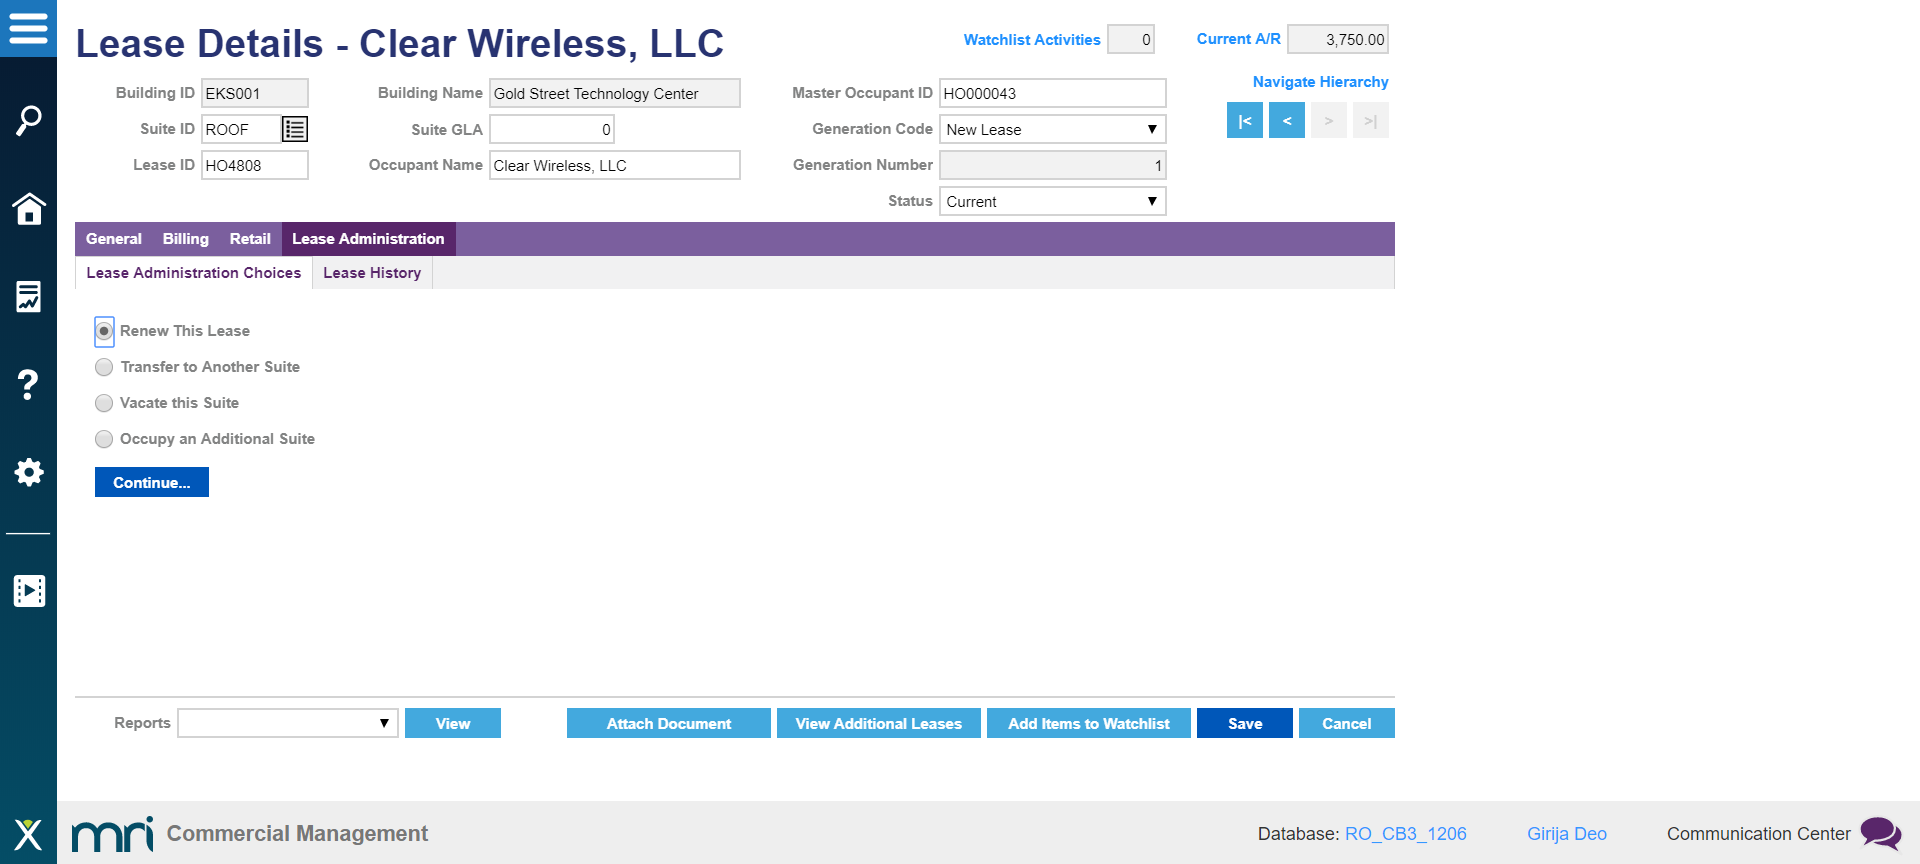 Lease Details - Clear Wireless, LLC
Watchlist Activities 0 Current A/R 3,750.00
Navigate Hierarchy
Building ID EKS001 Building Name Gold Street Technology Center Master Occupant ID HO000043
|< < > >|
Suite ID ROOF Suite GLA 0 Generation Code New Lease
Lease ID HO4808 Occupant Name Clear Wireless, LLC Generation Number 1
Status Current
General Billing Retail Lease Administration
Lease Administration Choices Lease History
Renew This Lease
Transfer to Another Suite
Vacate this Suite
Occupy an Additional Suite
Continue...
Reports View Attach Document View Additional Leases Add Items to Watchlist Save Cancel
mri Commercial Management Database: RO_CB3_1206 Girija Deo Communication Center